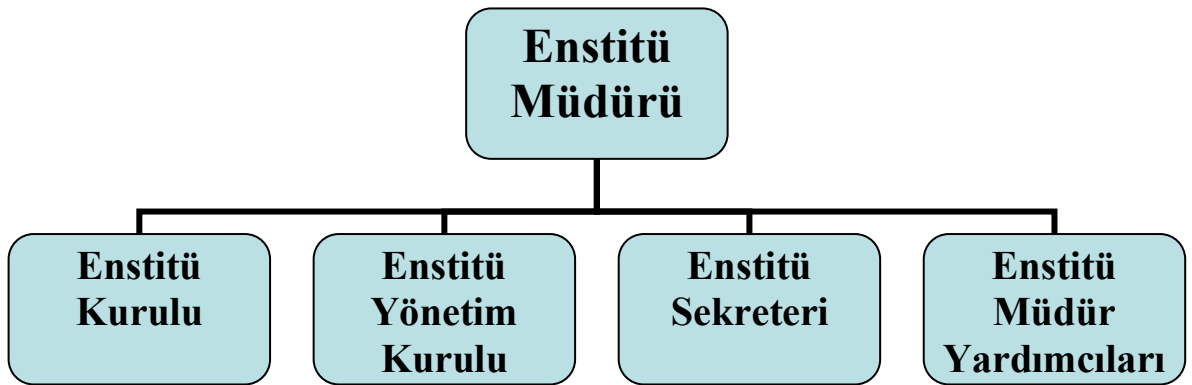 Enstitü
Müdürü
Enstitü
Kurulu
Enstitü
Yönetim
Kurulu
Enstitü
Sekreteri
Enstitü
Müdür
Yardımcıları